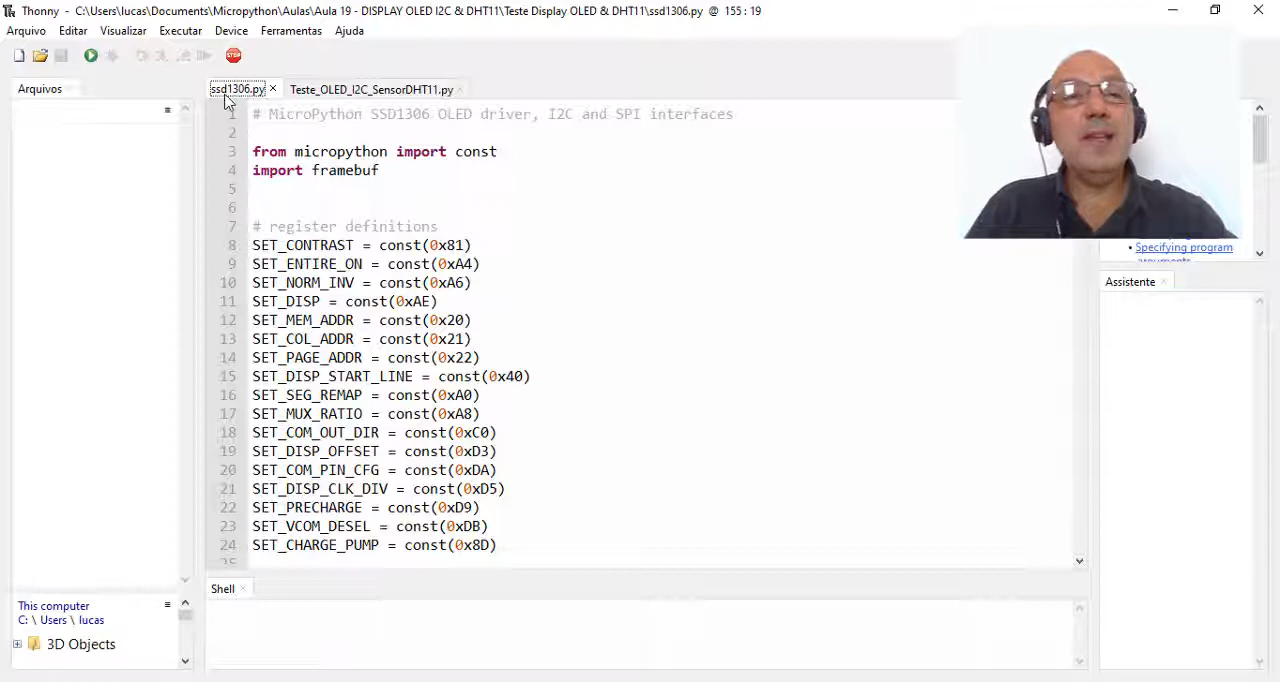 Thonny - C:\Users\lucas\Documents\Micropython\Aulas\Aula 19 - DISPLAY OLED I2C & DHT11\Teste Display OLED & DHT11\ssd1306.py @ 155 : 19
Arquivo Editar Visualizar Executar Device Ferramentas Ajuda
STOP
Arquivos
ssd1306.py × Teste_OLED_I2C_SensorDHT11.py ×
1 # MicroPython SSD1306 OLED driver, I2C and SPI interfaces
2
3 from micropython import const
4 import framebuf
5
6
7 # register definitions
8 SET_CONTRAST = const(0x81)
9 SET_ENTIRE_ON = const(0xA4)
10 SET_NORM_INV = const(0xA6)
11 SET_DISP = const(0xAE)
12 SET_MEM_ADDR = const(0x20)
13 SET_COL_ADDR = const(0x21)
14 SET_PAGE_ADDR = const(0x22)
15 SET_DISP_START_LINE = const(0x40)
16 SET_SEG_REMAP = const(0xA0)
17 SET_MUX_RATIO = const(0xA8)
18 SET_COM_OUT_DIR = const(0xC0)
19 SET_DISP_OFFSET = const(0xD3)
20 SET_COM_PIN_CFG = const(0xDA)
21 SET_DISP_CLK_DIV = const(0xD5)
22 SET_PRECHARGE = const(0xD9)
23 SET_VCOM_DESEL = const(0xDB)
24 SET_CHARGE_PUMP = const(0x8D)
25
Specifying program
Assistente ×
Shell ×
This computer
C: \ Users \ lucas
3D Objects